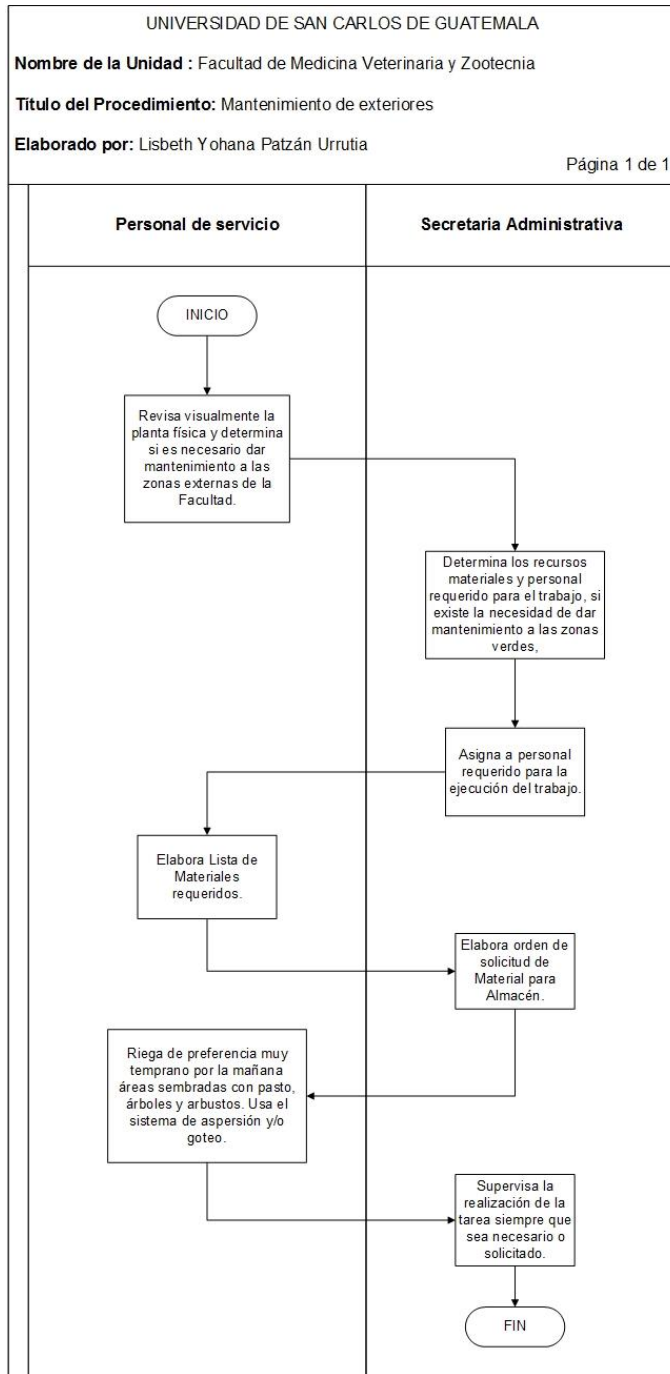 UNIVERSIDAD DE SAN CARLOS DE GUATEMALA
Nombre de la Unidad : Facultad de Medicina Veterinaria y Zootecnia
Título del Procedimiento: Mantenimiento de exteriores
Elaborado por: Lisbeth Yohana Patzán Urrutia
Página 1 de 1
Personal de servicio
Secretaria Administrativa
INICIO
Revisa visualmente la
planta física y determina
si es necesario dar
mantenimiento a las
zonas externas de la
Facultad.
Determina los recursos
materiales y personal
requerido para el trabajo, si
existe la necesidad de dar
mantenimiento a las zonas
verdes,
Asigna a personal
requerido para la
ejecución del trabajo.
Elabora Lista de
Materiales
requeridos.
Elabora orden de
solicitud de
Material para
Almacén.
Riega de preferencia muy
temprano por la mañana
áreas sembradas con pasto,
árboles y arbustos. Usa el
sistema de aspersión y/o
goteo.
Supervisa la
realización de la
tarea siempre que
sea necesario o
solicitado.
FIN